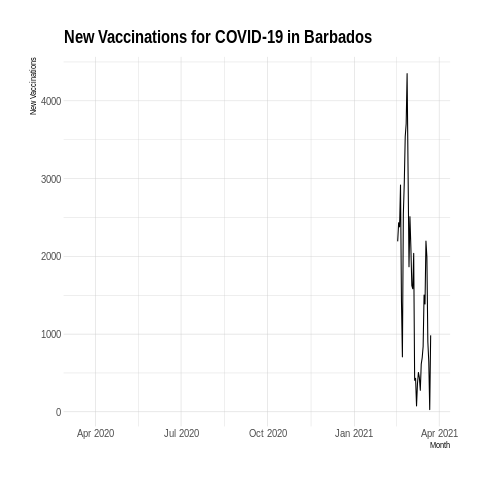 New Vaccinations for COVID-19 in Barbados
New Vaccinations
4000
3000
2000
1000
0
Apr 2020 Jul 2020 Oct 2020 Jan 2021 Apr 2021
Month